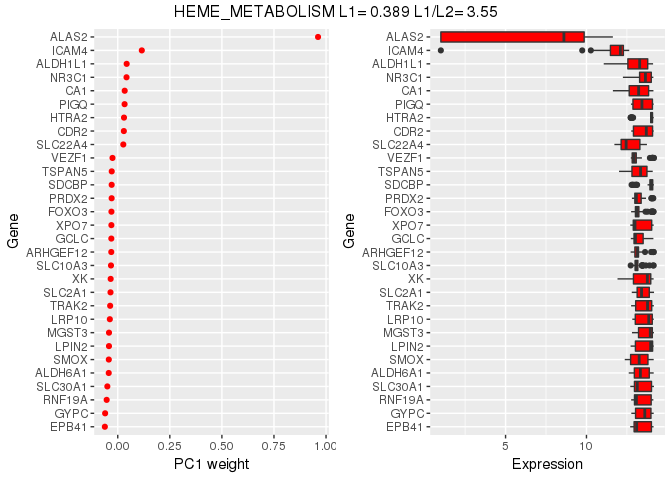 HEME_METABOLISM L1= 0.389 L1/L2= 3.55
Gene
ALAS2
ICAM4
ALDH1L1
NR3C1
CA1
PIGQ
HTRA2
CDR2
SLC22A4
VEZF1
TSPAN5
SDCBP
PRDX2
FOXO3
XPO7
GCLC
ARHGEF12
SLC10A3
XK
SLC2A1
TRAK2
LRP10
MGST3
LPIN2
SMOX
ALDH6A1
SLC30A1
RNF19A
GYPC
EPB41
0.00 0.25 0.50 0.75 1.00
PC1 weight
Gene
ALAS2
ICAM4
ALDH1L1
NR3C1
CA1
PIGQ
HTRA2
CDR2
SLC22A4
VEZF1
TSPAN5
SDCBP
PRDX2
FOXO3
XPO7
GCLC
ARHGEF12
SLC10A3
XK
SLC2A1
TRAK2
LRP10
MGST3
LPIN2
SMOX
ALDH6A1
SLC30A1
RNF19A
GYPC
EPB41
5 10
Expression